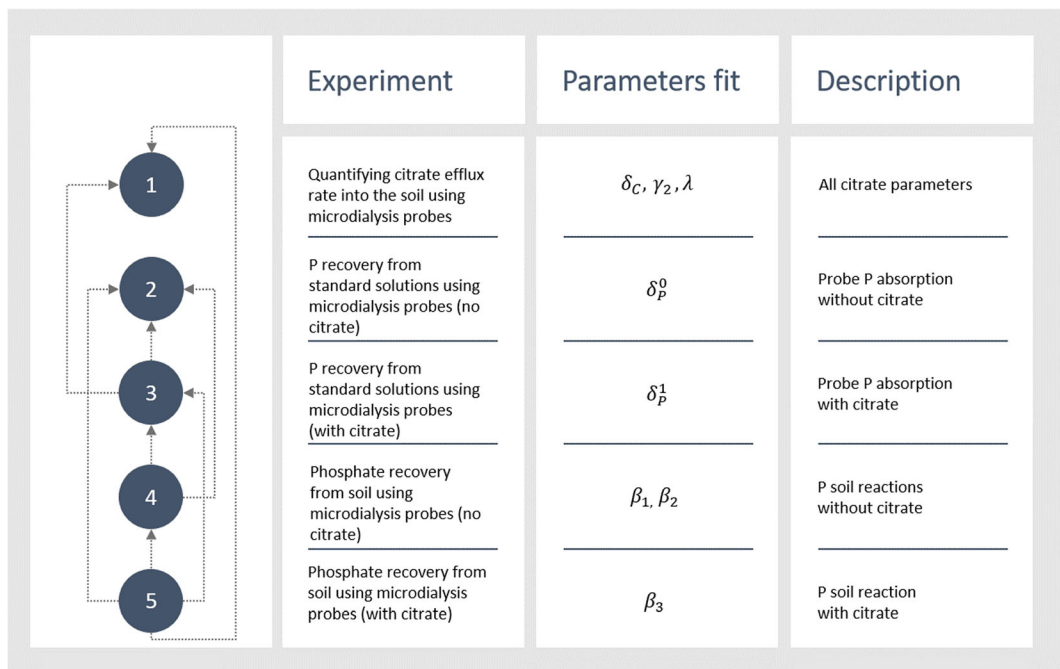 Experiment
Parameters fit
Description
1
Quantifying citrate efflux
rate into the soil using
microdialysis probes
δ_C, γ_2, λ
All citrate parameters
2
P recovery from
standard solutions using
microdialysis probes (no
citrate)
δ_P^0
Probe P absorption
without citrate
3
P recovery from
standard solutions using
microdialysis probes
(with citrate)
δ_P^1
Probe P absorption
with citrate
4
Phosphate recovery
from soil using
microdialysis probes (no
citrate)
β_1, β_2
P soil reactions
without citrate
5
Phosphate recovery from
soil using microdialysis
probes (with citrate)
β_3
P soil reaction
with citrate